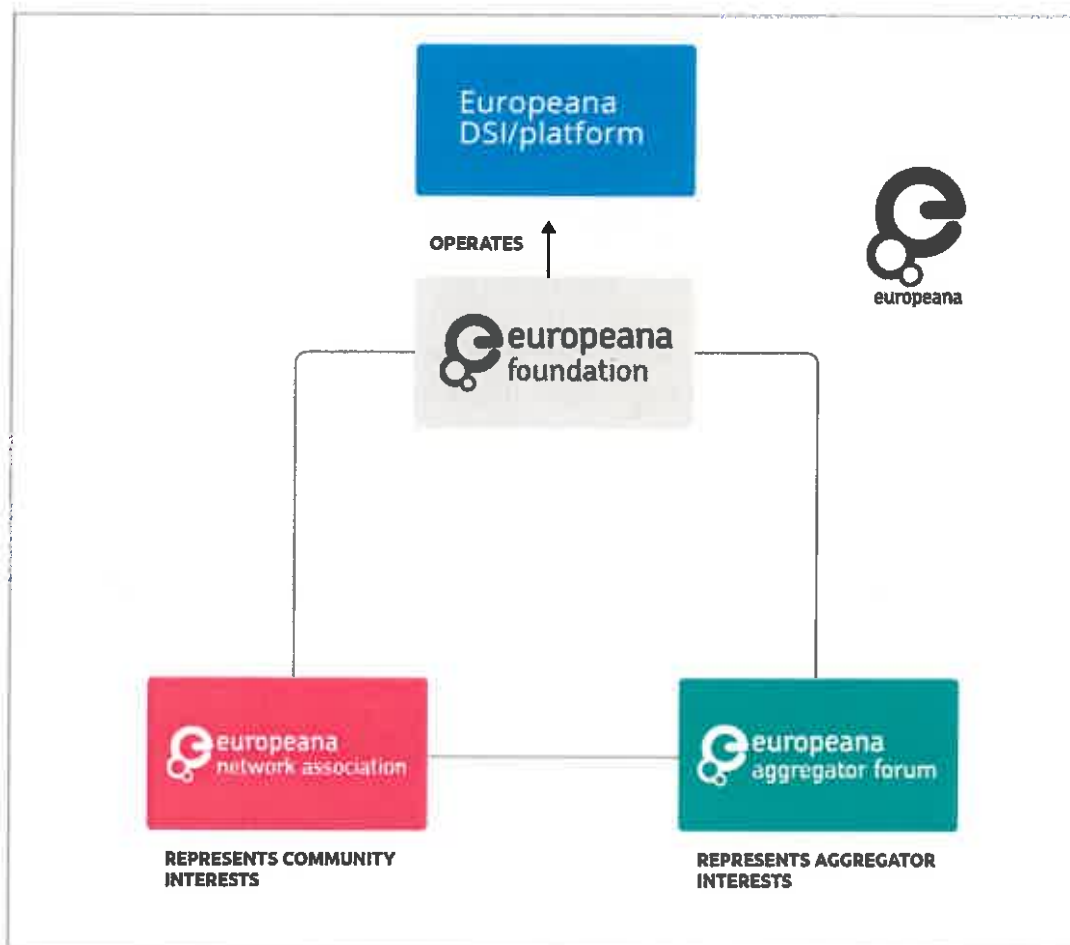 Europeana
DSI/platform
OPERATES
europeana
europeana
foundation
europeana
network association
europeana
aggregator forum
REPRESENTS COMMUNITY
INTERESTS
REPRESENTS AGGREGATOR
INTERESTS